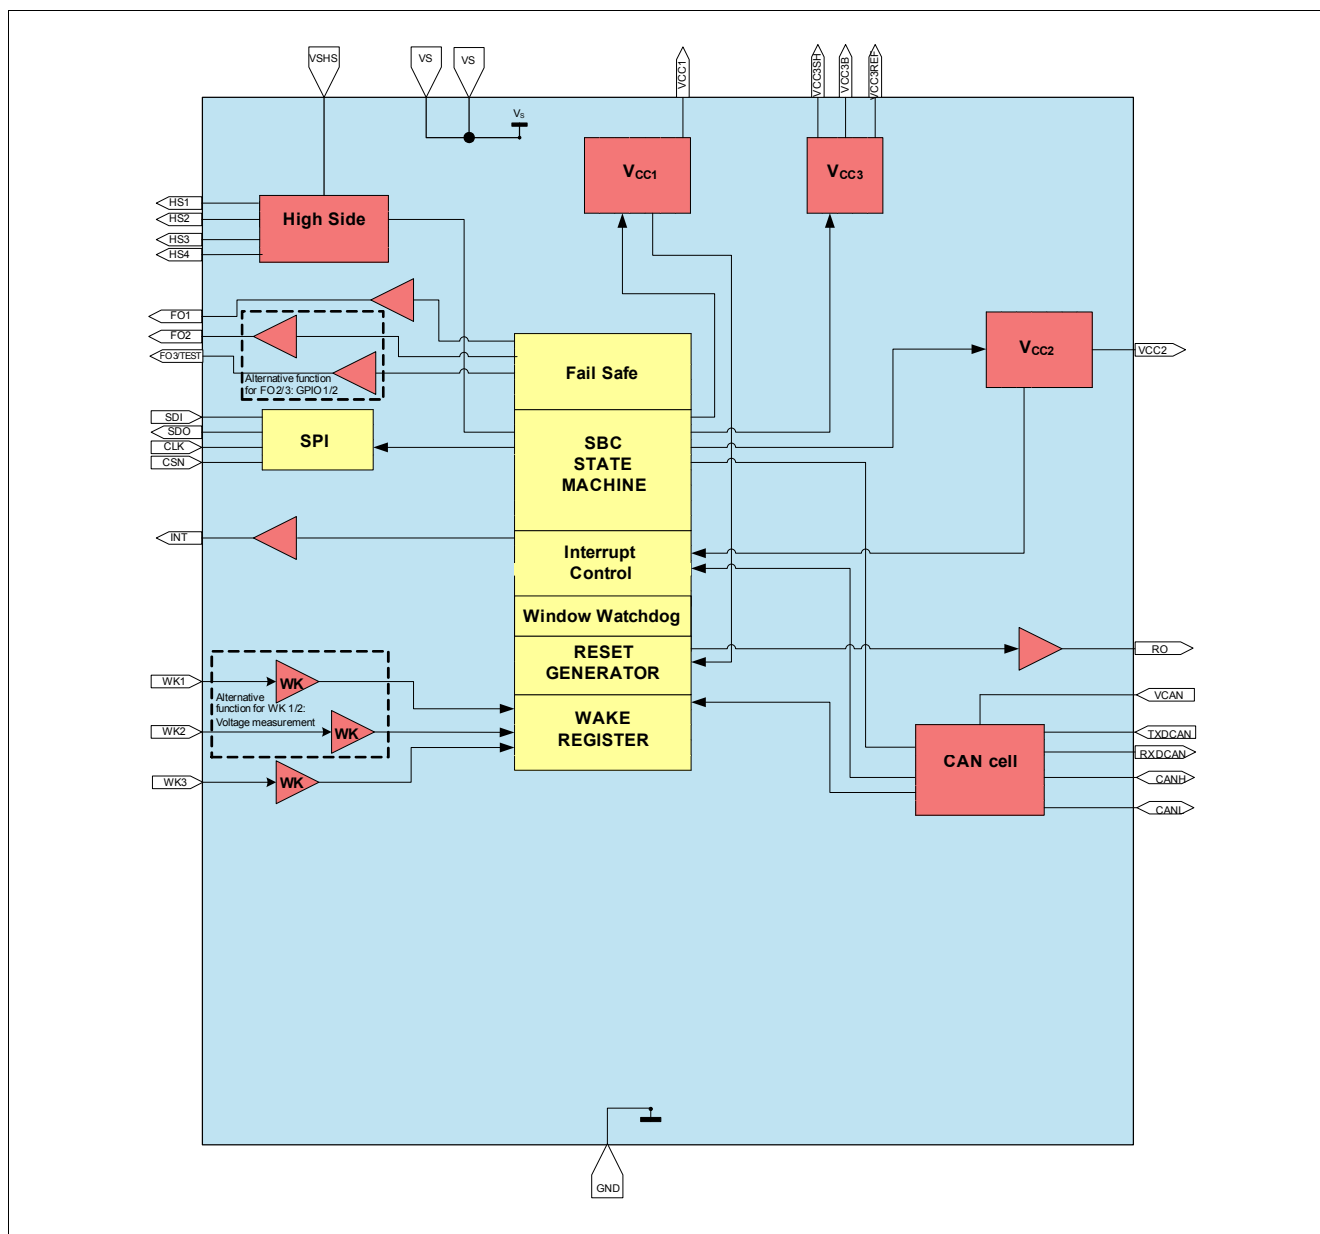 VSHS
VS
VS
VCC1
VCC3SH
VCC3B
VCC3REF
Vs
VCC1
VCC3
High Side
HS1
HS2
HS3
HS4
FO1
FO2
FO3/TEST
Alternative function
for FO2/3: GPIO1/2
Fail Safe
VCC2
VCC2
SDI
SDO
CLK
CSN
SPI
SBC
STATE
MACHINE
INT
Interrupt
Control
Window Watchdog
RESET
GENERATOR
RO
WK1
WK2
WK3
WK
Alternative
function for WK 1/2:
Voltage measurement
WK
WK
WAKE
REGISTER
CAN cell
VCAN
TXDCAN
RXDCAN
CANH
CANL
GND